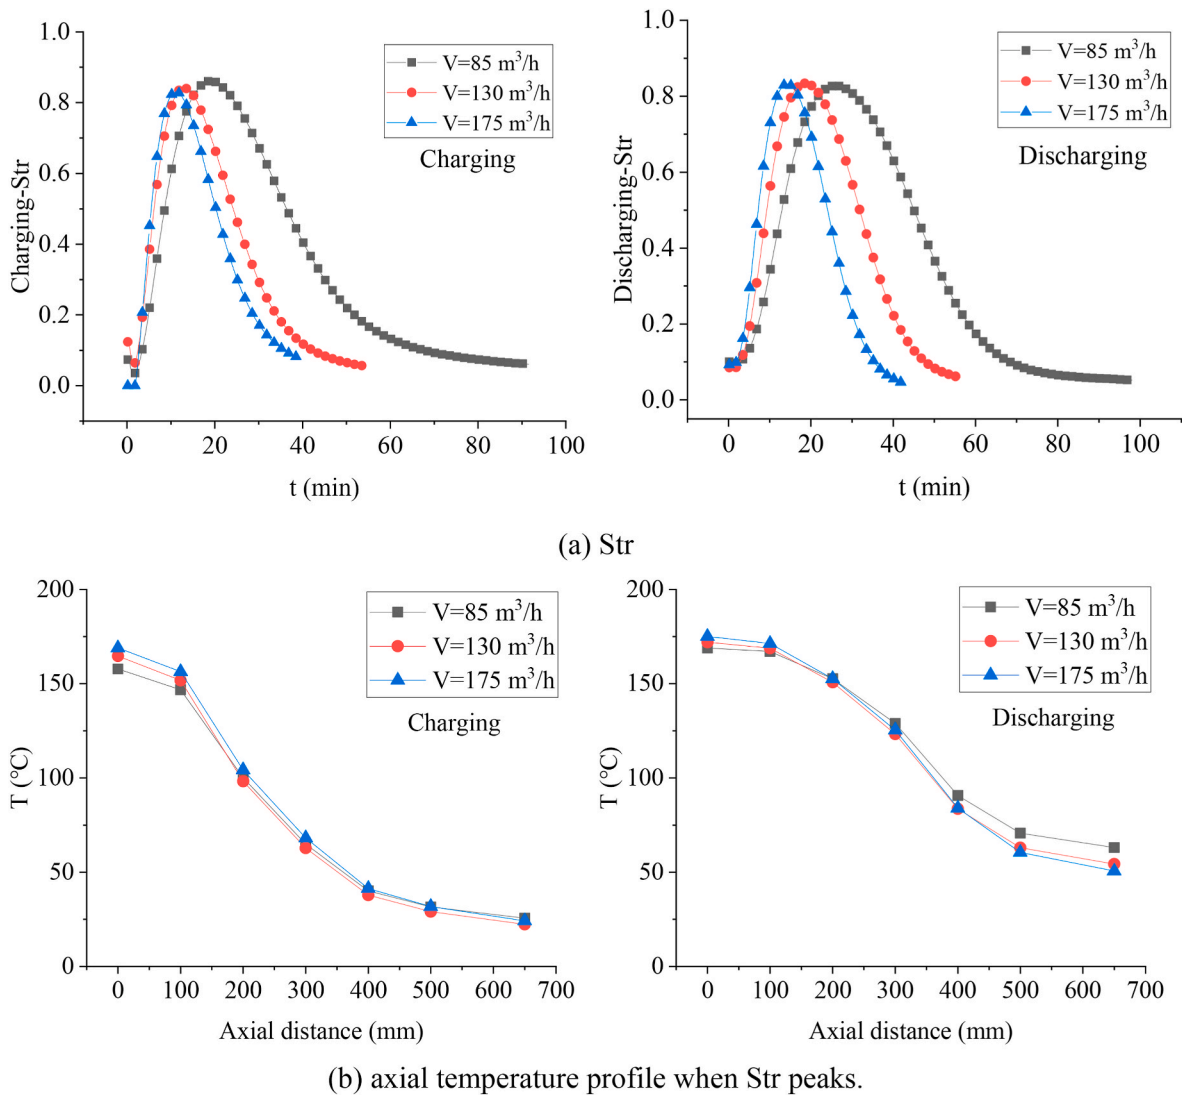 1.0
0.8
0.6
0.4
0.2
0.0
Charging-Str
V=85 m³/h
V=130 m³/h
V=175 m³/h
Charging
0 20 40 60 80 100
t (min)
1.0
0.8
0.6
0.4
0.2
0.0
Discharging-Str
V=85 m³/h
V=130 m³/h
V=175 m³/h
Discharging
0 20 40 60 80 100
t (min)
(a) Str
200
150
100
50
0
T (°C)
V=85 m³/h
V=130 m³/h
V=175 m³/h
Charging
0 100 200 300 400 500 600 700
Axial distance (mm)
200
150
100
50
0
T (°C)
V=85 m³/h
V=130 m³/h
V=175 m³/h
Discharging
0 100 200 300 400 500 600 700
Axial distance (mm)
(b) axial temperature profile when Str peaks.